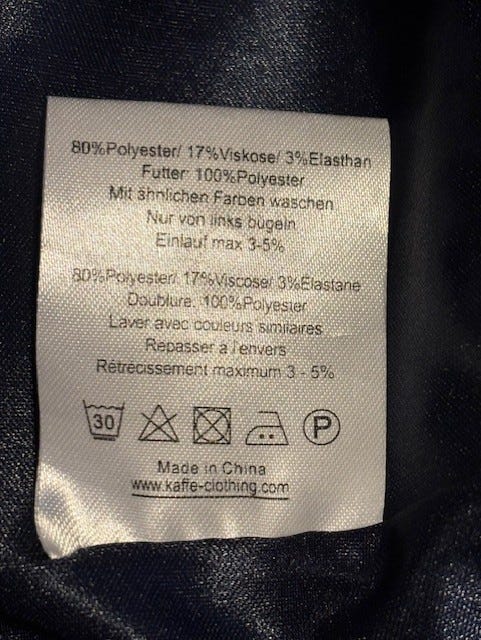 80%Polyester/ 17%Viskose/ 3%Elasthan
Futter 100%Polyester
Mit ähnlichen Farben waschen
Nur von links bügeln
Einlauf max 3-5%
80%Polyester/ 17%Viscose/ 3%Elastane
Doublure. 100%Polyester
Laver avec couleurs similaires
Repasser à l'envers
Rétrécissement maximum 3 - 5%
30 P
Made in China
www.kaffe-clothing.com